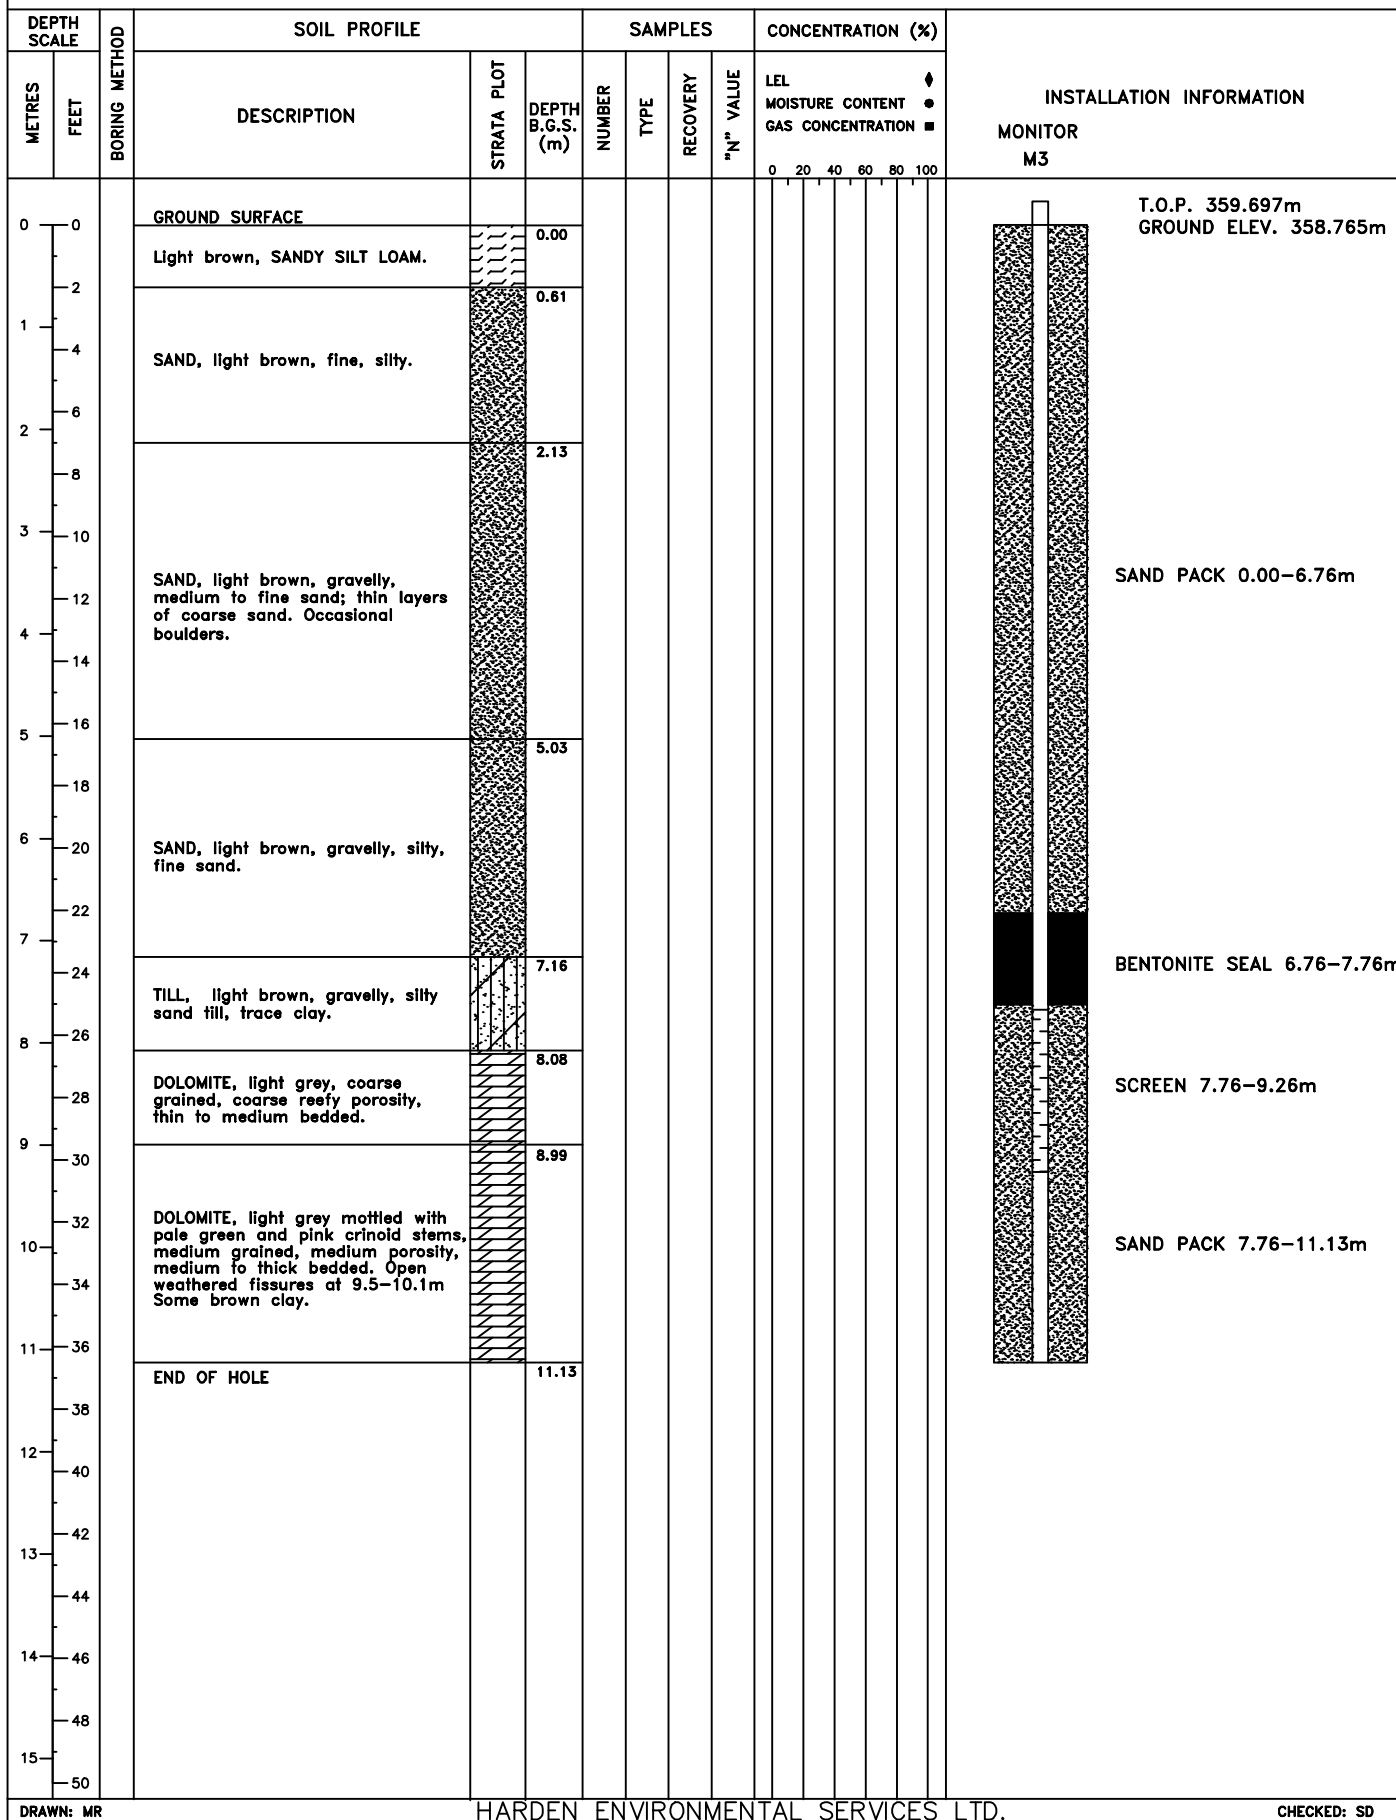 DEPTH
SCALE
METRES
FEET
BORING METHOD
SOIL PROFILE
DESCRIPTION
STRATA PLOT
DEPTH
B.G.S.
(m)
SAMPLES
NUMBER
TYPE
RECOVERY
"N" VALUE
CONCENTRATION (%)
LEL
MOISTURE CONTENT
GAS CONCENTRATION
0 20 40 60 80 100
INSTALLATION INFORMATION
MONITOR
M3
T.O.P. 359.697m
GROUND ELEV. 358.765m
GROUND SURFACE
0 0
0.00
Light brown, SANDY SILT LOAM.
2
0.61
1
4
SAND, light brown, fine, silty.
6
2
2.13
8
3
10
SAND, light brown, gravelly,
medium to fine sand; thin layers
of coarse sand. Occasional
boulders.
SAND PACK 0.00-6.76m
12
4
14
16
5
5.03
18
6
20
SAND, light brown, gravelly, silty,
fine sand.
22
7
7.16
BENTONITE SEAL 6.76-7.76m
24
TILL, light brown, gravelly, silty
sand till, trace clay.
26
8
8.08
DOLOMITE, light grey, coarse
grained, coarse reefy porosity,
thin to medium bedded.
SCREEN 7.76-9.26m
28
9
8.99
30
32
DOLOMITE, light grey mottled with
pale green and pink crinoid stems,
medium grained, medium porosity,
medium to thick bedded. Open
weathered fissures at 9.5-10.1m
Some brown clay.
10
SAND PACK 7.76-11.13m
34
11
36
END OF HOLE
11.13
38
12
40
42
13
44
14
46
48
15
50
DRAWN: MR
HARDEN ENVIRONMENTAL SERVICES LTD.
CHECKED: SD